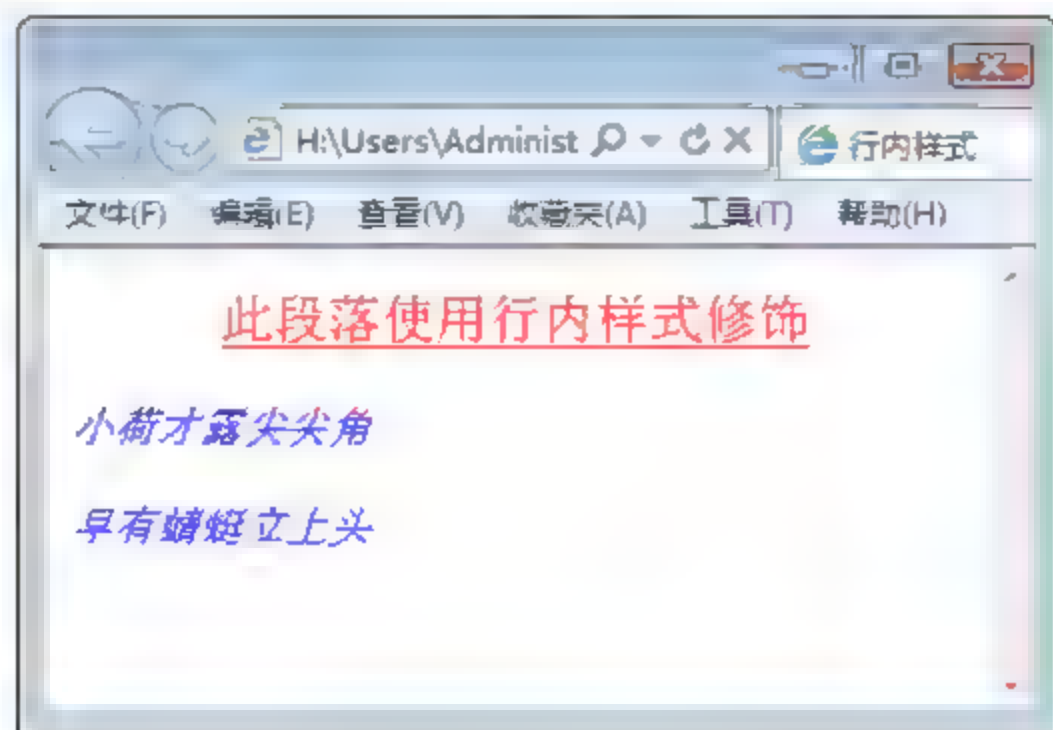 H:\Users\Administ
行内样式
文件(F) 编辑(E) 查看(V) 收藏夹(A) 工具(T) 帮助(H)
此段落使用行内样式修饰
小荷才露尖尖角
早有蜻蜓立上头